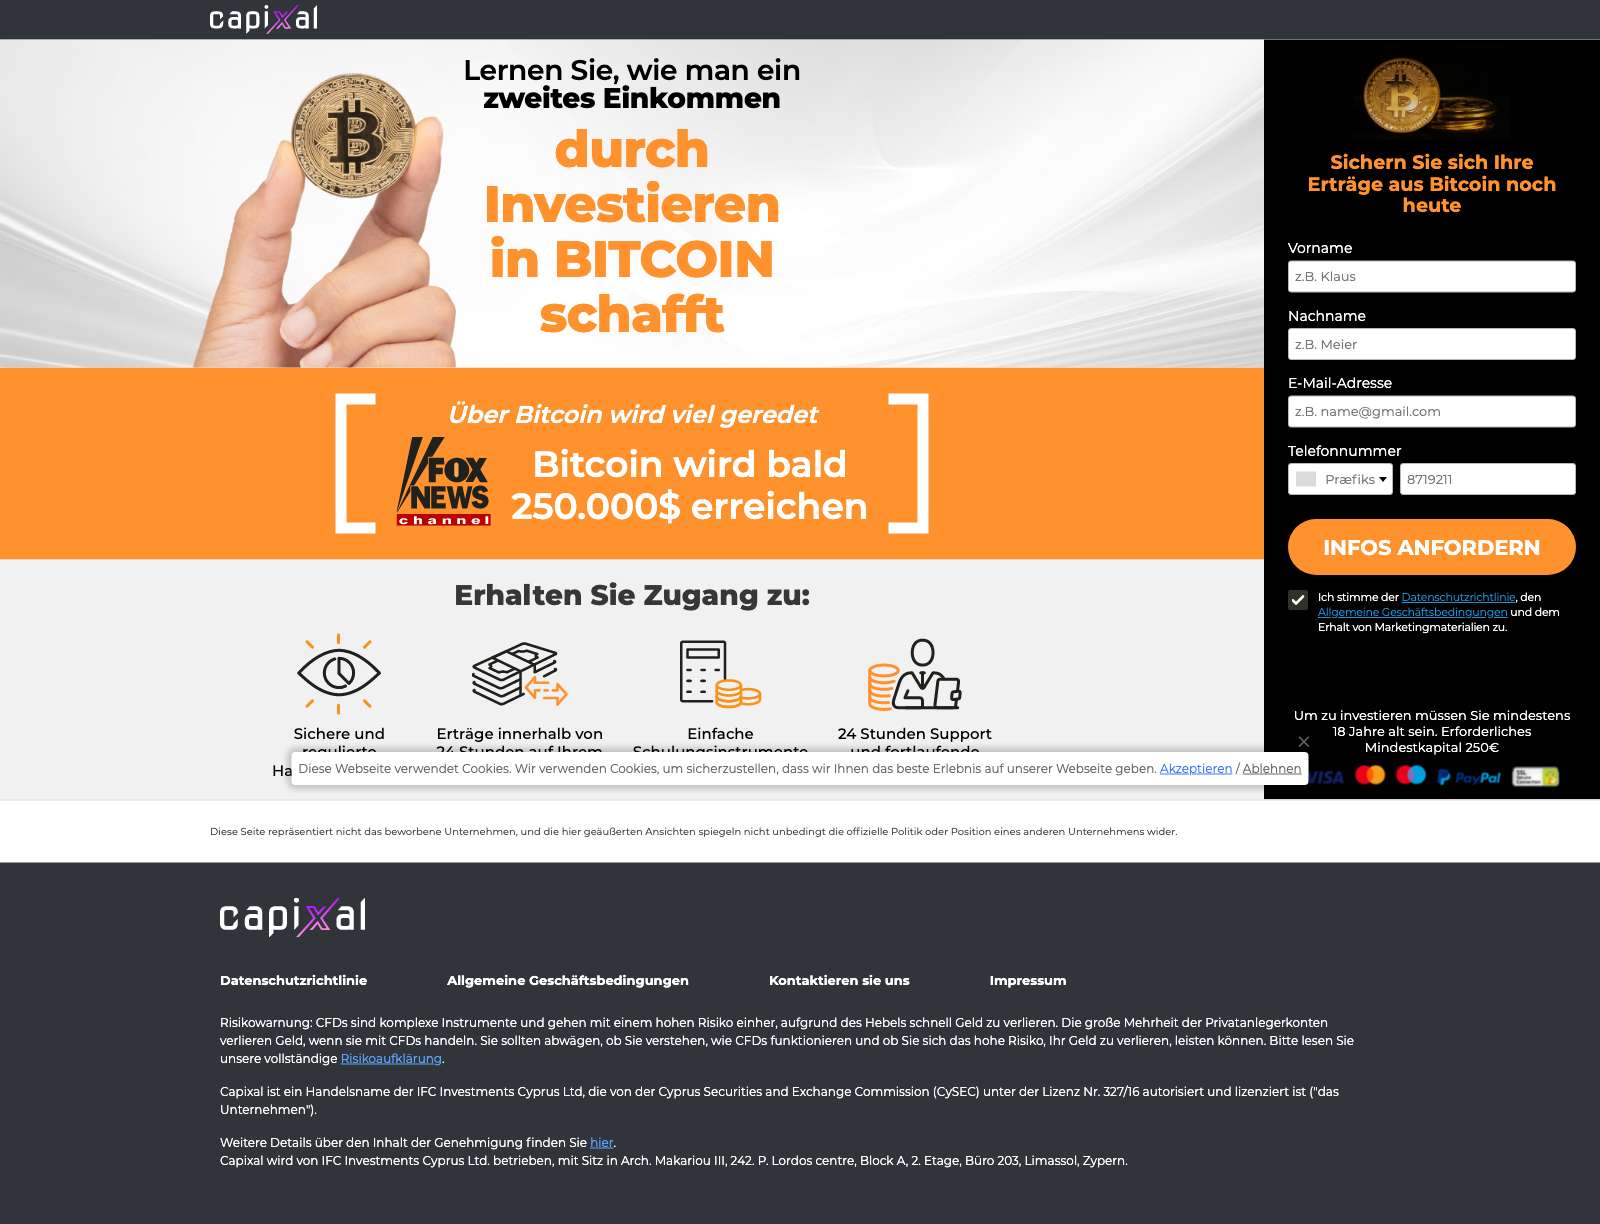 capixal
Lernen Sie, wie man ein
zweites Einkommen
durch
Investieren
in BITCOIN
schafft
Über Bitcoin wird viel geredet
FOX
NEWS
channel
Bitcoin wird bald
250.000$ erreichen
Erhalten Sie Zugang zu:
Sichere und
regulierte
Ha
Erträge innerhalb von
24 Stunden auf Ihrem
Einfache
Schulungsinstrumente
24 Stunden Support
und fortlaufende
Sichern Sie sich Ihre
Erträge aus Bitcoin noch
heute
Vorname
z.B. Klaus
Nachname
z.B. Meier
E-Mail-Adresse
z.B. name@gmail.com
Telefonnummer
Præfiks
8719211
INFOS ANFORDERN
Ich stimme der Datenschutzrichtlinie, den
Allgemeine Geschäftsbedingungen und dem
Erhalt von Marketingmaterialien zu.
Um zu investieren müssen Sie mindestens
18 Jahre alt sein. Erforderliches
Mindestkapital 250€
VISA PayPal
Diese Webseite verwendet Cookies. Wir verwenden Cookies, um sicherzustellen, dass wir Ihnen das beste Erlebnis auf unserer Webseite geben. Akzeptieren / Ablehnen
Diese Seite repräsentiert nicht das beworbene Unternehmen, und die hier geäußerten Ansichten spiegeln nicht unbedingt die offizielle Politik oder Position eines anderen Unternehmens wider.
capixal
Datenschutzrichtlinie Allgemeine Geschäftsbedingungen Kontaktieren sie uns Impressum
Risikowarnung: CFDs sind komplexe Instrumente und gehen mit einem hohen Risiko einher, aufgrund des Hebels schnell Geld zu verlieren. Die große Mehrheit der Privatanlegerkonten
verlieren Geld, wenn sie mit CFDs handeln. Sie sollten abwägen, ob Sie verstehen, wie CFDs funktionieren und ob Sie sich das hohe Risiko, Ihr Geld zu verlieren, leisten können. Bitte lesen Sie
unsere vollständige Risikoaufklärung.
Capixal ist ein Handelsname der IFC Investments Cyprus Ltd, die von der Cyprus Securities and Exchange Commission (CySEC) unter der Lizenz Nr. 327/16 autorisiert und lizenziert ist ("das
Unternehmen").
Weitere Details über den Inhalt der Genehmigung finden Sie hier.
Capixal wird von IFC Investments Cyprus Ltd. betrieben, mit Sitz in Arch. Makariou III, 242. P. Lordos centre, Block A, 2. Etage, Büro 203, Limassol, Zypern.